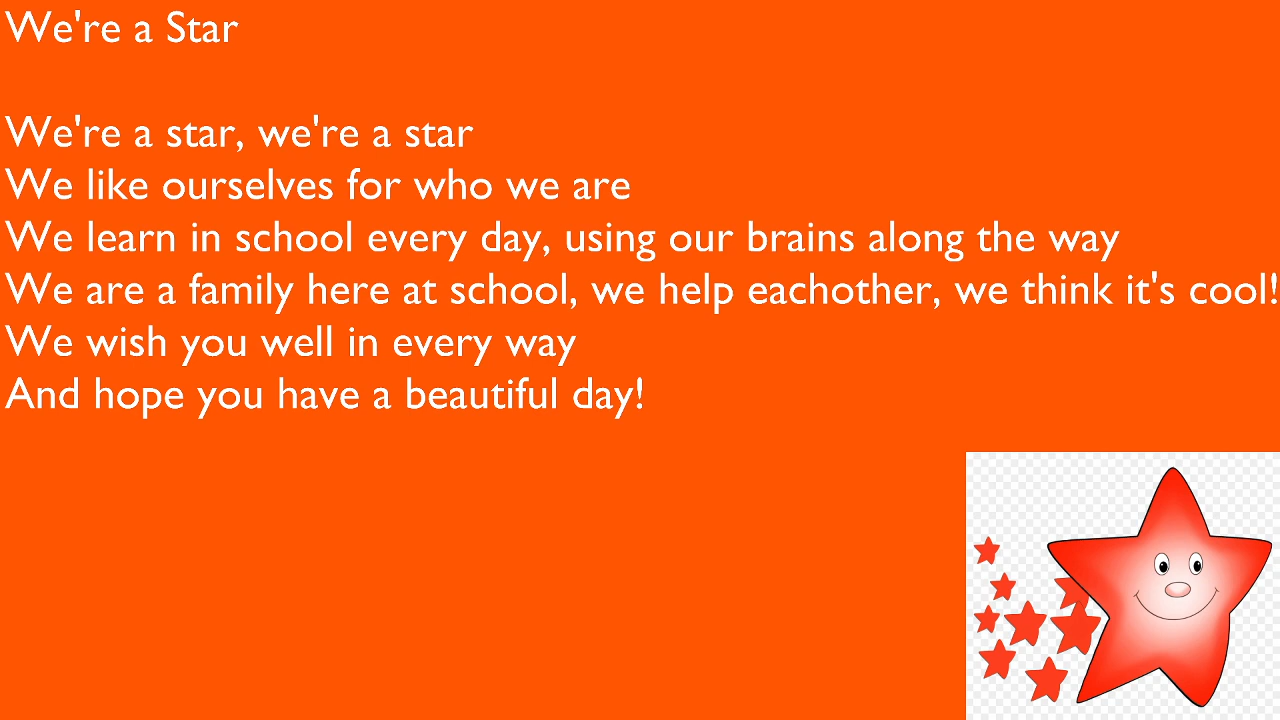 We're a Star
We're a star, we're a star
We like ourselves for who we are
We learn in school every day, using our brains along the way
We are a family here at school, we help eachother, we think it's cool!
We wish you well in every way
And hope you have a beautiful day!